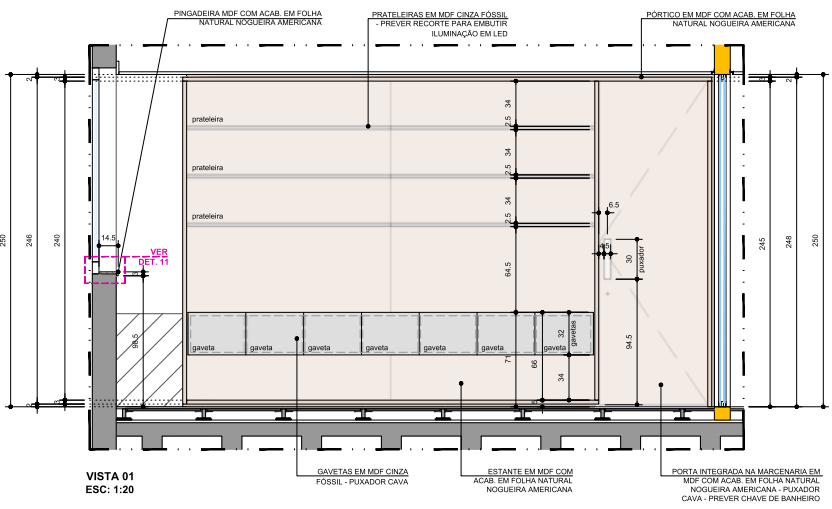 PINGADEIRA MDF COM ACAB. EM FOLHA
NATURAL NOGUEIRA AMERICANA
PRATELEIRAS EM MDF CINZA FÓSSIL
- PREVER RECORTE PARA EMBUTIR
ILUMINAÇÃO EM LED
PÓRTICO EM MDF COM ACAB. EM FOLHA
NATURAL NOGUEIRA AMERICANA
250
246
240
14.5
VER
DET. 11
98.5
prateleira
prateleira
prateleira
34
2.5
34
2.5
34
2.5
64.5
71
66
32
gavetas
34
6.5
4.5
30
puxador
94.5
245
248
250
gaveta
gaveta
gaveta
gaveta
gaveta
gaveta
gaveta
VISTA 01
ESC: 1:20
GAVETAS EM MDF CINZA
FÓSSIL - PUXADOR CAVA
ESTANTE EM MDF COM
ACAB. EM FOLHA NATURAL
NOGUEIRA AMERICANA
PORTA INTEGRADA NA MARCENARIA EM
MDF COM ACAB. EM FOLHA NATURAL
NOGUEIRA AMERICANA - PUXADOR
CAVA - PREVER CHAVE DE BANHEIRO